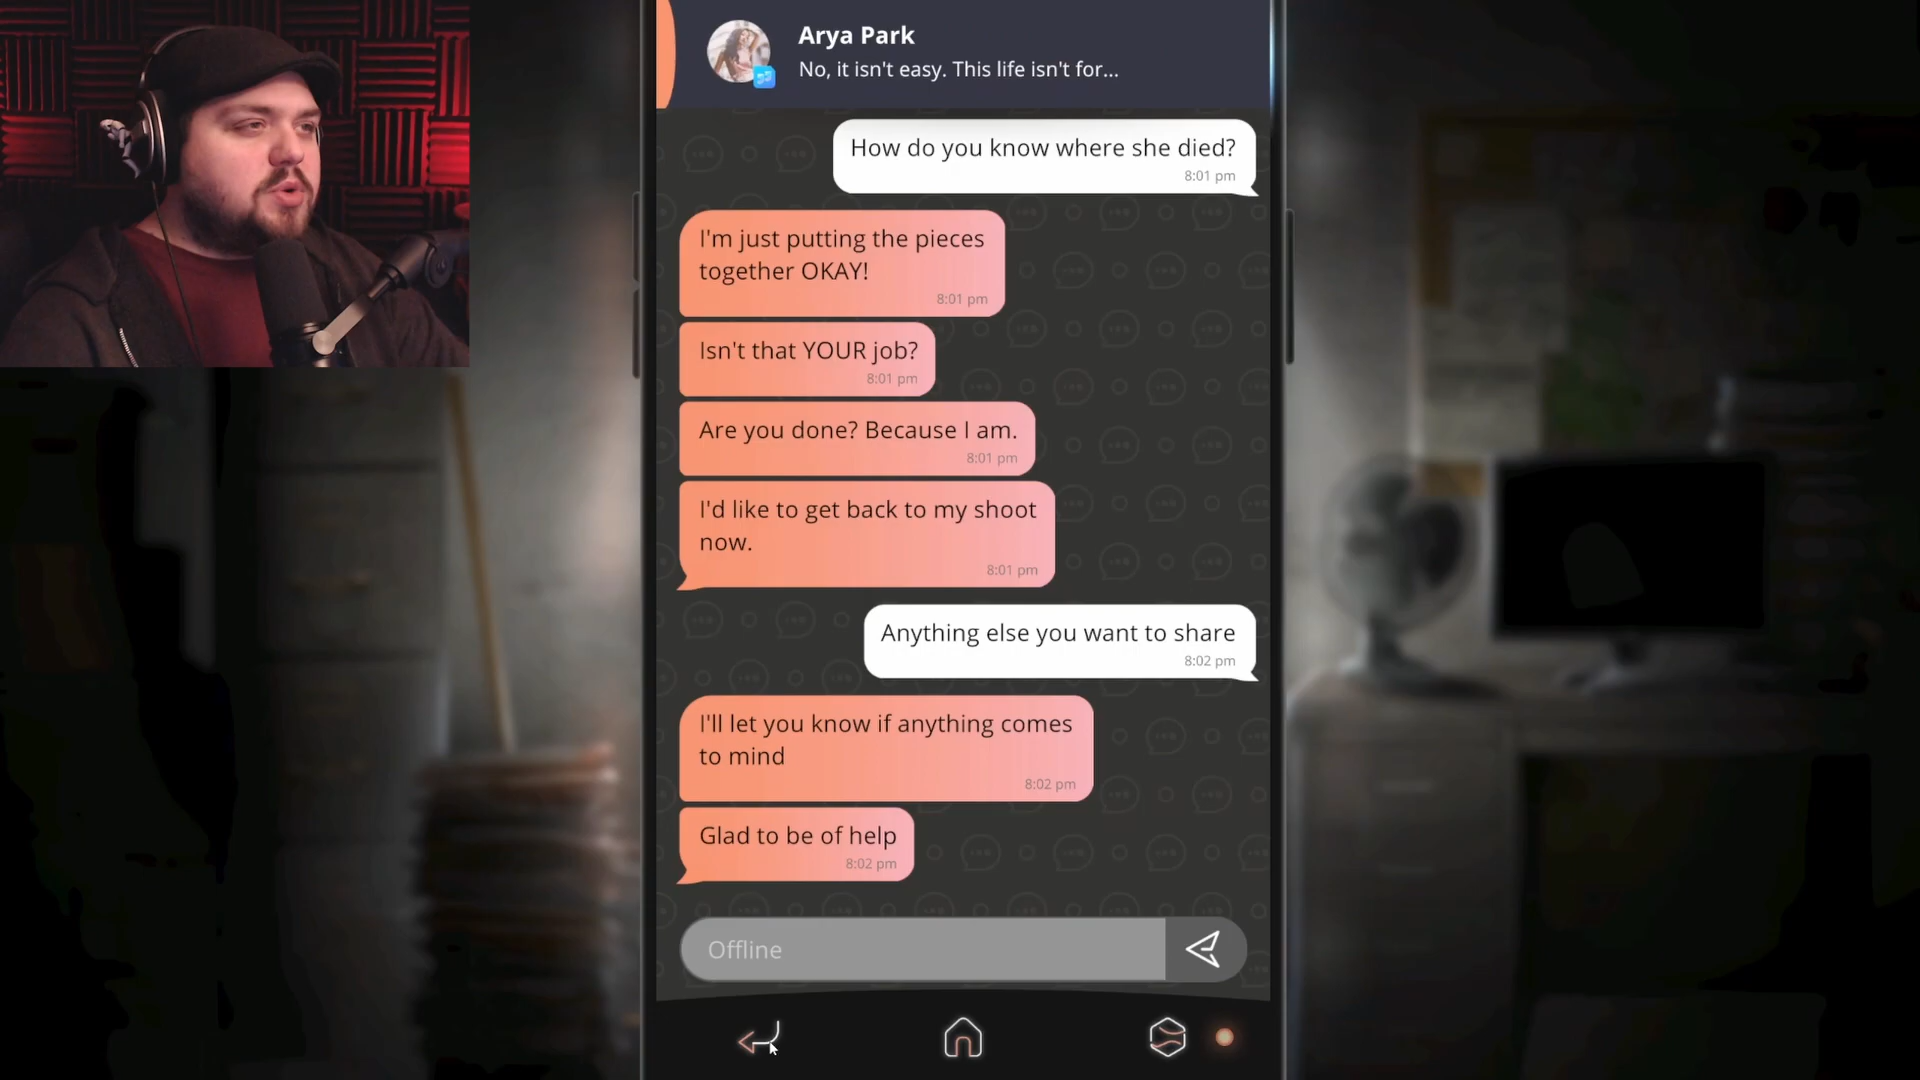 Arya Park
No, it isn't easy. This life isn't for...
How do you know where she died?
8:01 pm
I'm just putting the pieces
together OKAY!
8:01 pm
Isn't that YOUR job?
8:01 pm
Are you done? Because I am.
8:01 pm
I'd like to get back to my shoot
now.
8:01 pm
Anything else you want to share
8:02 pm
I'll let you know if anything comes
to mind
8:02 pm
Glad to be of help
8:02 pm
Offline